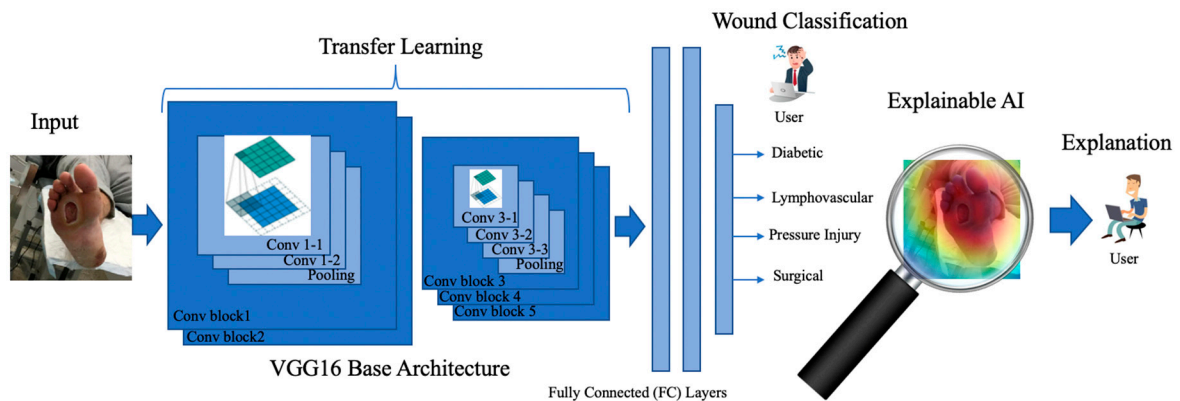 Input
Transfer Learning
Conv 1-1
Conv 1-2
Pooling
Conv block1
Conv block2
Conv 3-1
Conv 3-2
Conv 3-3
Pooling
Conv block 3
Conv block 4
Conv block 5
VGG16 Base Architecture
Fully Connected (FC) Layers
Wound Classification
User
Diabetic
Lymphovascular
Pressure Injury
Surgical
Explainable AI
Explanation
User